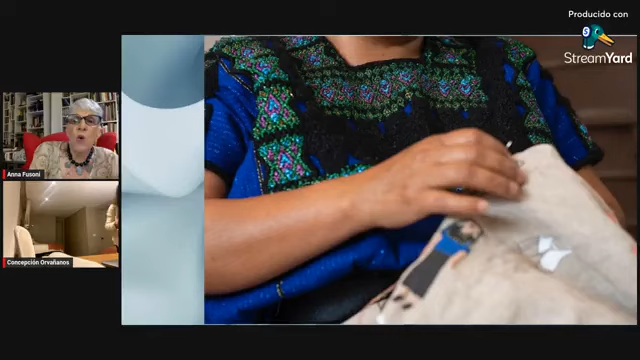 Producido con
StreamYard
Anna Fusoni
Concepción Orvañanos